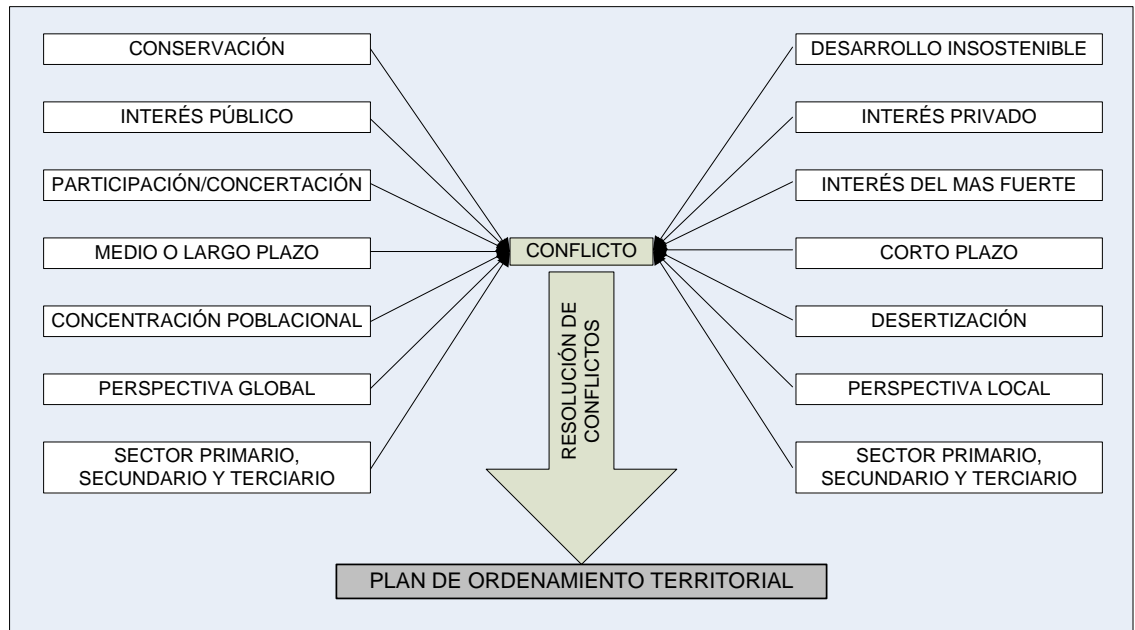 CONSERVACIÓN
INTERÉS PÚBLICO
PARTICIPACIÓN/CONCERTACIÓN
MEDIO O LARGO PLAZO
CONCENTRACIÓN POBLACIONAL
PERSPECTIVA GLOBAL
SECTOR PRIMARIO,
SECUNDARIO Y TERCIARIO
CONFLICTO
RESOLUCIÓN DE
CONFLICTOS
DESARROLLO INSOSTENIBLE
INTERÉS PRIVADO
INTERÉS DEL MAS FUERTE
CORTO PLAZO
DESERTIZACIÓN
PERSPECTIVA LOCAL
SECTOR PRIMARIO,
SECUNDARIO Y TERCIARIO
PLAN DE ORDENAMIENTO TERRITORIAL